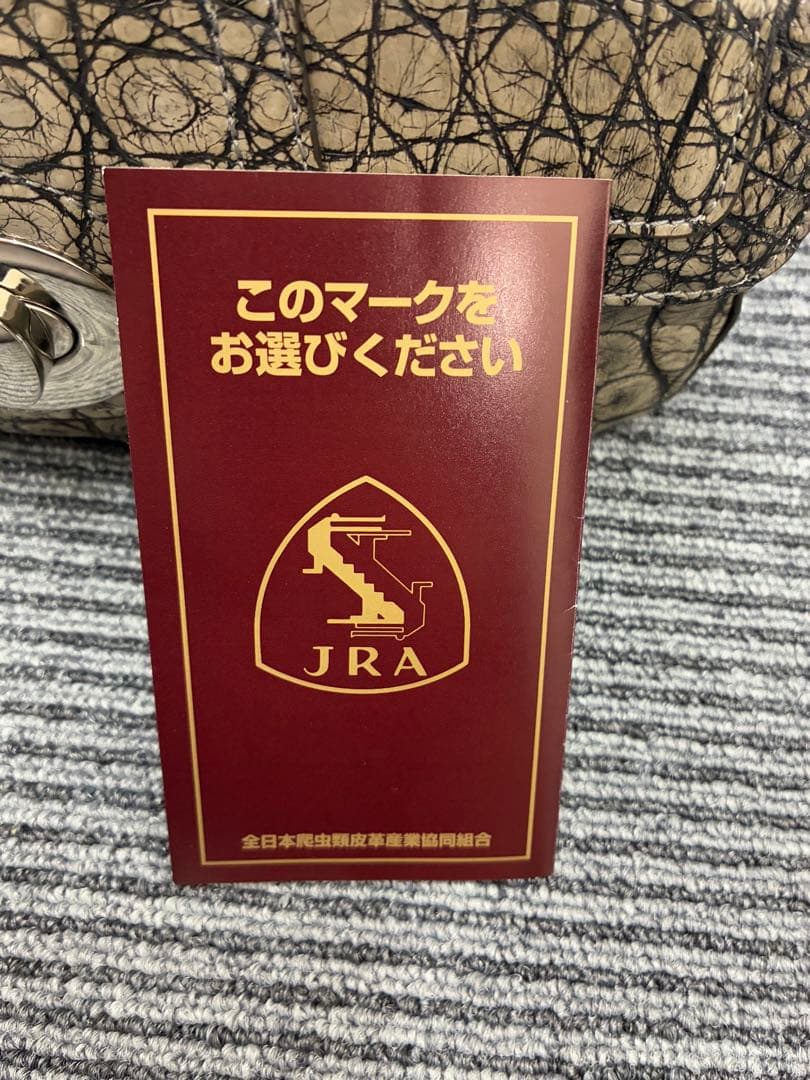 このマークを
お選びください
JRA
全日本爬虫類皮革産業協同組合